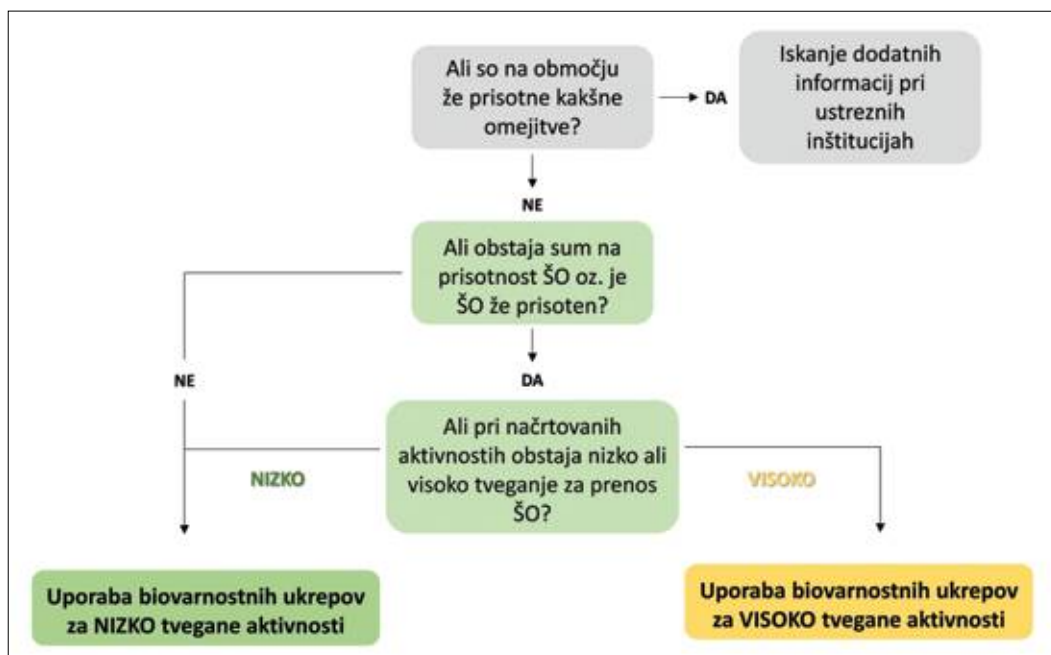 Ali so na območju
že prisotne kakšne
omejitve?
DA
Iskanje dodatnih
informacij pri
ustreznih
inštitucijah
NE
Ali obstaja sum na
prisotnost ŠO oz. je
ŠO že prisoten?
NE
DA
Ali pri načrtovanih
aktivnostih obstaja nizko ali
visoko tveganje za prenos
ŠO?
NIZKO
VISOKO
Uporaba biovarnostnih ukrepov
za NIZKO tvegane aktivnosti
Uporaba biovarnostnih ukrepov
za VISOKO tvegane aktivnosti